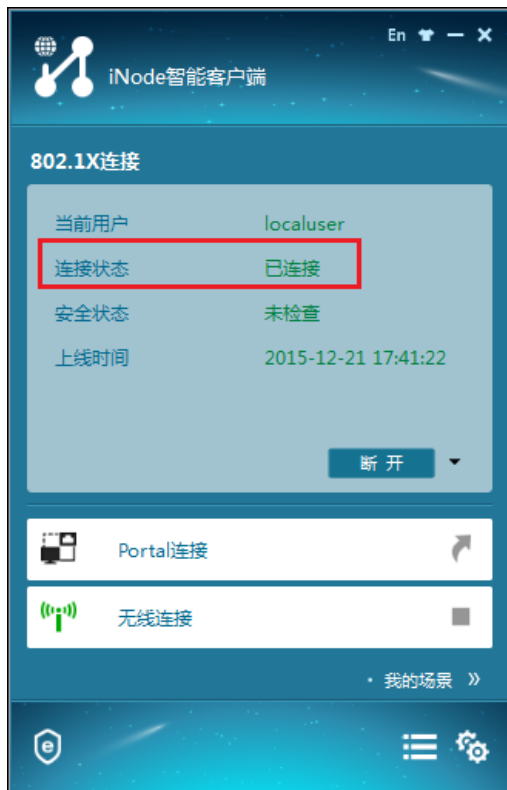 En
iNode智能客户端
802.1X连接
当前用户 localuser
连接状态 已连接
安全状态 未检查
上线时间 2015-12-21 17:41:22
断 开
Portal连接
无线连接
· 我的场景 »
e